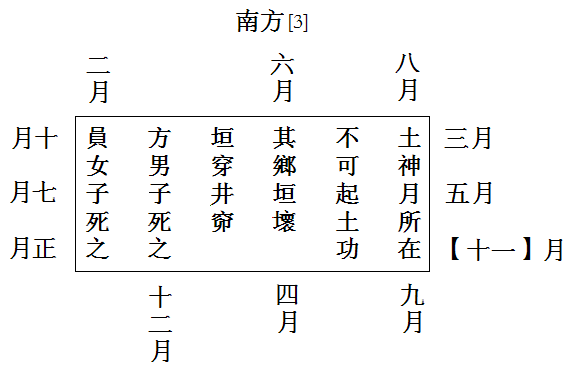 南方[3]
八月
六月
二月
三月
五月
【十一】月
土神月所在
不可起土功
其鄉垣壞
垣穿井窌
方男子死之
員女子死之
月十
月七
月正
九月
四月
十二月